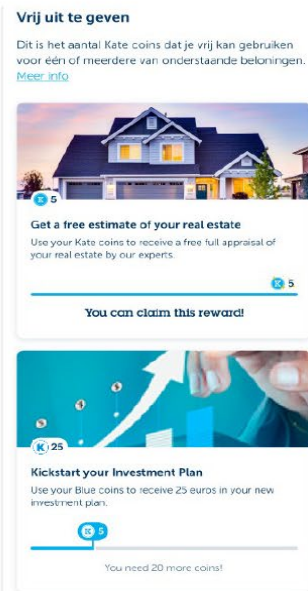 Vrij uit te geven
Dit is het aantal Kate coins dat je vrij kan gebruiken
voor één of meerdere van onderstaande beloningen.
Meer info
K 5
Get a free estimate of your real estate
Use your Kate coins to receive a free full appraisal of
your real estate by our experts
K 5
You can claim this reward!
K 25
Kickstart your Investment Plan
Use your Blue coins to receive 25 euros in your new
investment plan.
K 5
You need 20 more coins!